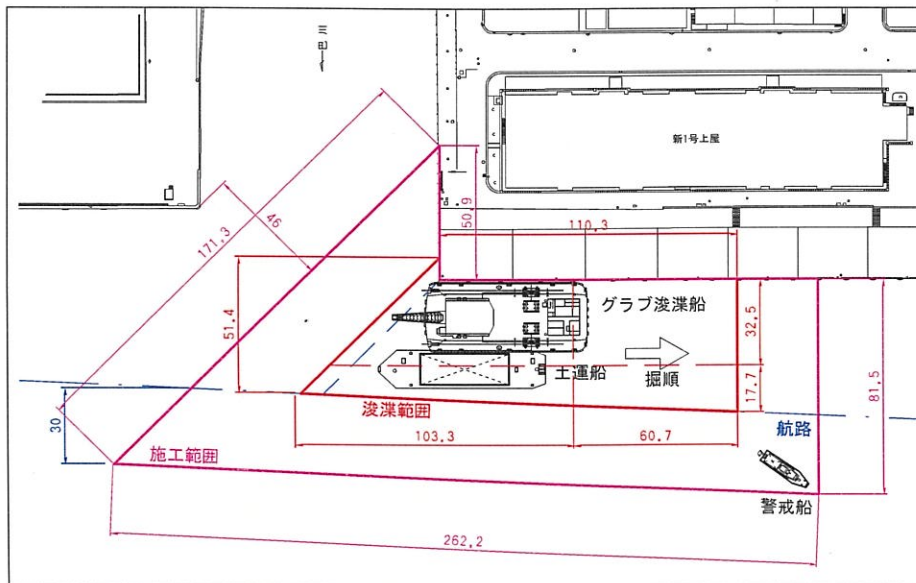 巴川
新1号上屋
171.3
46
50.9
110.3
51.4
グラブ浚渫船
32.5
土運船
掘順
17.7
81.5
浚渫範囲
航路
30
103.3
60.7
施工範囲
警戒船
262.2